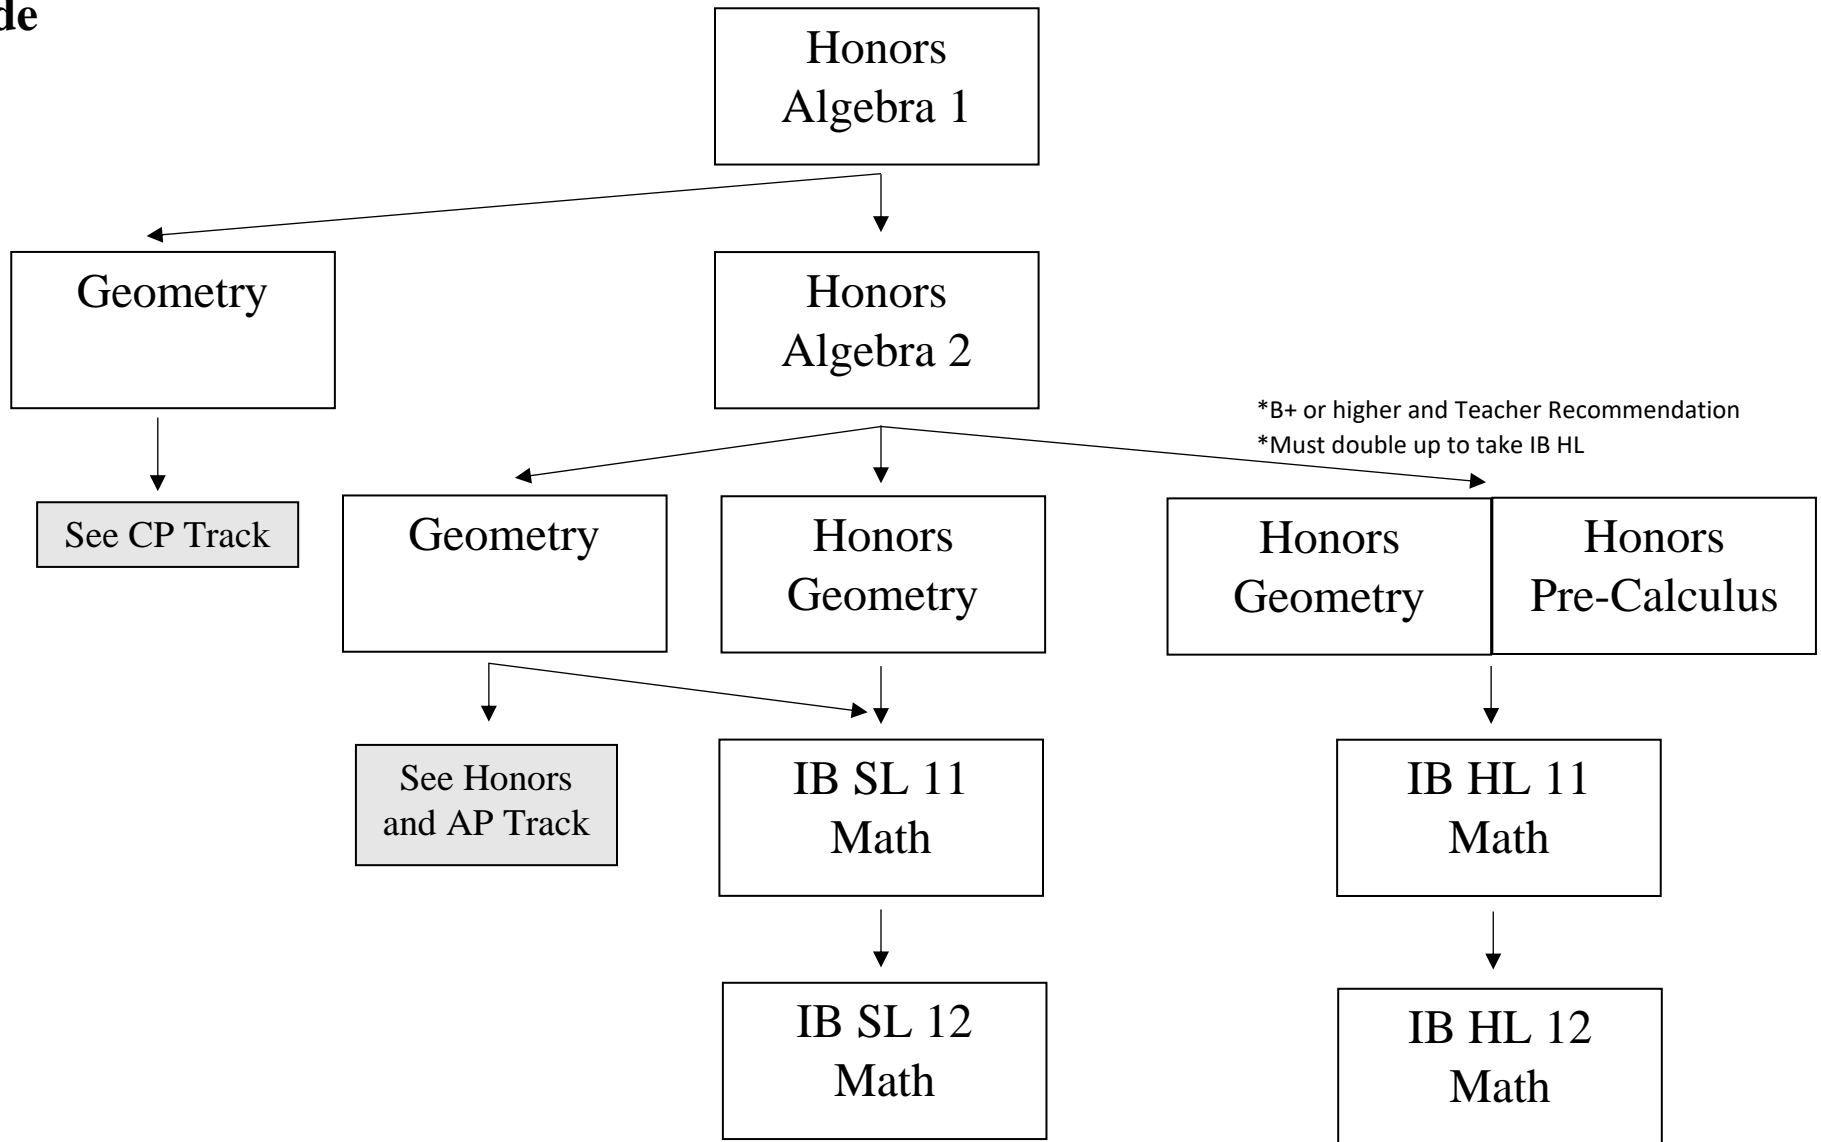 de
Honors
Algebra 1
Geometry
Honors
Algebra 2
*B+ or higher and Teacher Recommendation
*Must double up to take IB HL
See CP Track
Geometry
Honors
Geometry
Honors
Geometry
Honors
Pre-Calculus
See Honors
and AP Track
IB SL 11
Math
IB HL 11
Math
IB SL 12
Math
IB HL 12
Math